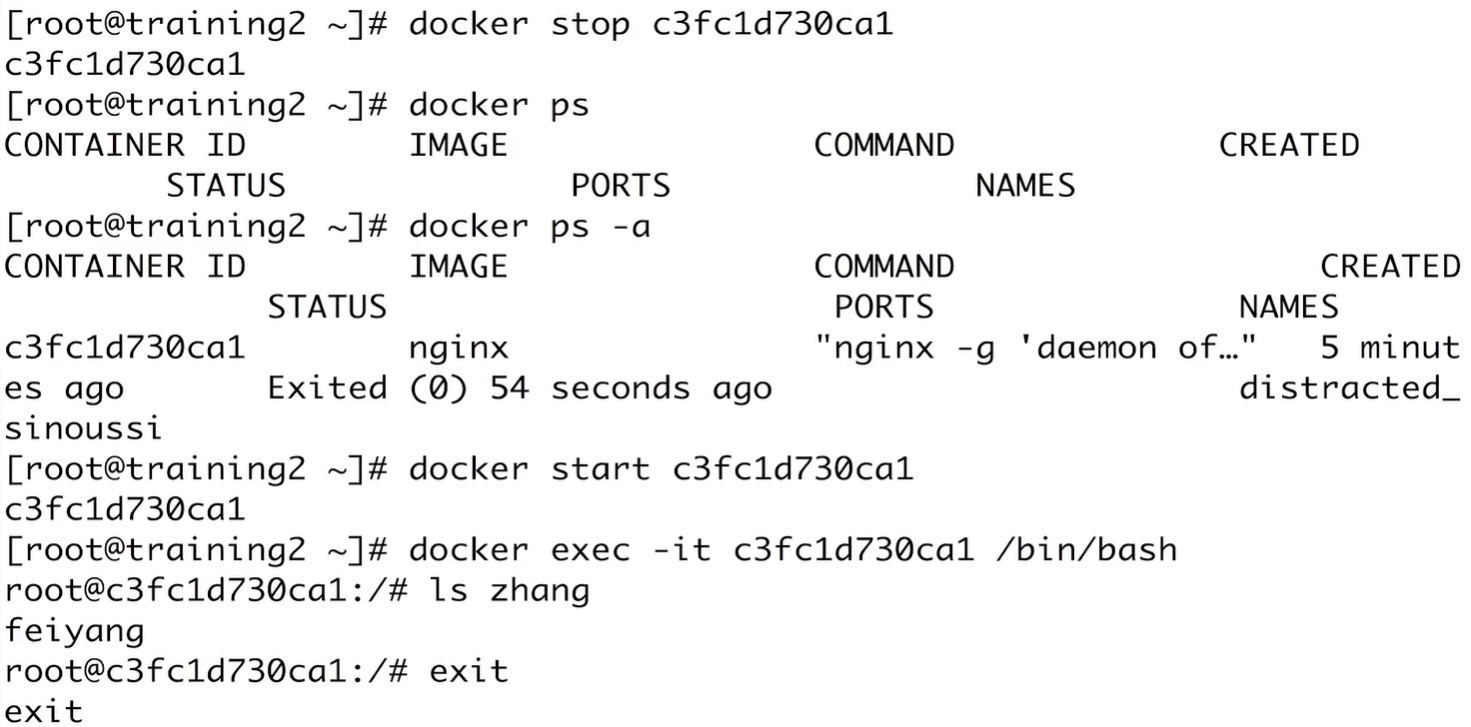 [root@training2 ~]# docker stop c3fc1d730ca1
c3fc1d730ca1
[root@training2 ~]# docker ps
CONTAINER ID        IMAGE               COMMAND             CREATED
        STATUS              PORTS               NAMES
[root@training2 ~]# docker ps -a
CONTAINER ID        IMAGE               COMMAND                  CREATED
             STATUS                      PORTS               NAMES
c3fc1d730ca1        nginx               "nginx -g 'daemon of…"   5 minut
es ago       Exited (0) 54 seconds ago                       distracted_
sinoussi
[root@training2 ~]# docker start c3fc1d730ca1
c3fc1d730ca1
[root@training2 ~]# docker exec -it c3fc1d730ca1 /bin/bash
root@c3fc1d730ca1:/# ls zhang
feiyang
root@c3fc1d730ca1:/# exit
exit